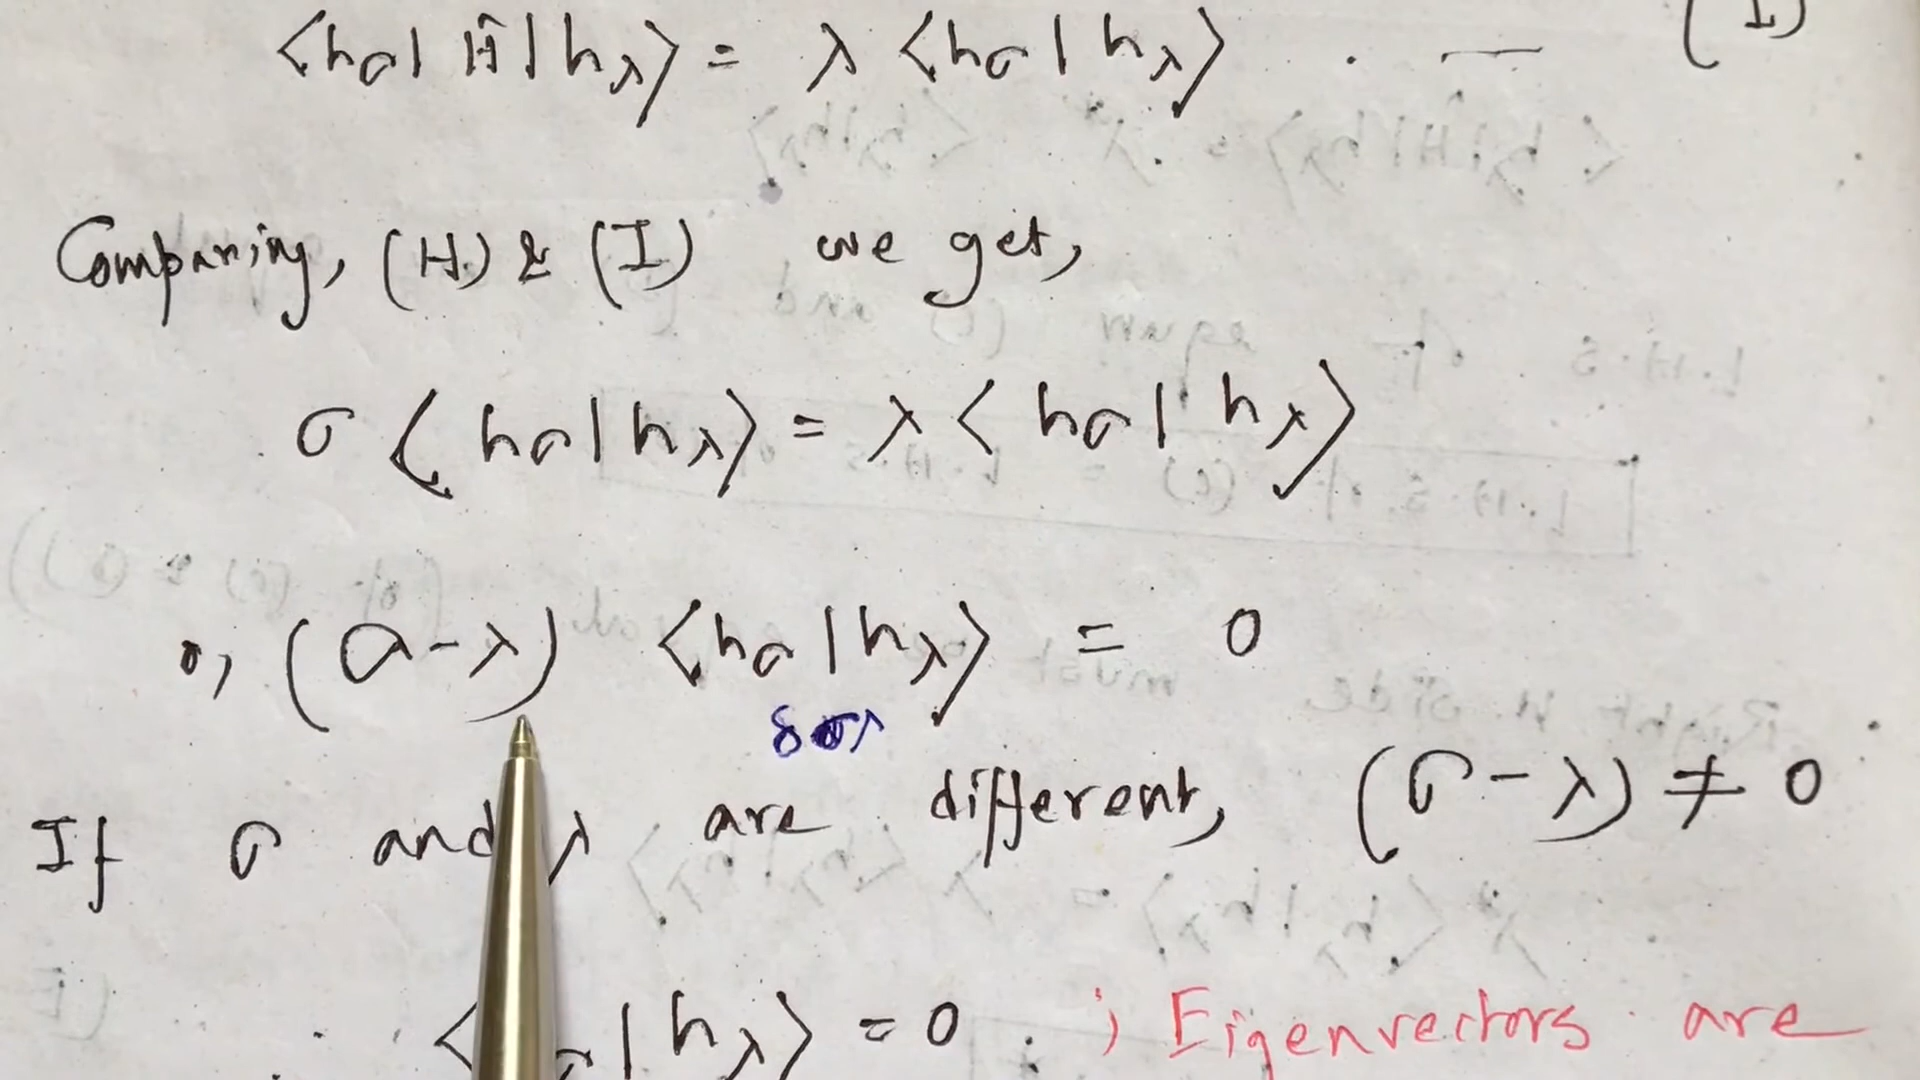 ⟨hσ| Ĥ |hλ⟩ = λ ⟨hσ | hλ⟩ . — (I)
Comparing, (H) & (I) we get,
σ ⟨ hσ | hλ ⟩ = λ ⟨ hσ | hλ ⟩
or, (σ - λ) ⟨hσ | hλ⟩ = 0
δσλ
If σ and λ are different, (σ - λ) ≠ 0
⟨ σ | hλ⟩ = 0 . ; Eigenvectors are